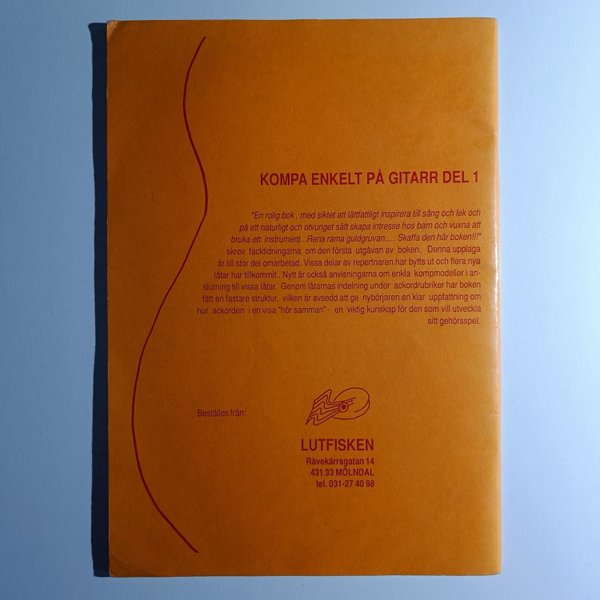 KOMPA ENKELT PÅ GITARR DEL 1
"En rolig bok , med siktet att lättfattligt inspirera till sång och lek och
på ett naturligt och otvunget sätt skapa intresse hos barn och vuxna att
bruka ett instrument...Rena rama guldgruvan..... Skaffa den här boken!!!"
skrev facktidningarna om den första utgåvan av boken. Denna upplaga
är till stor del omarbetad. Vissa delar av repertoaren har bytts ut och flera nya
låtar har tillkommit.. Nytt är också anvisningarna om enkla kompmodeller i an-
slutning till vissa låtar. Genom låtarnas indelning under ackordrubriker har boken
fått en fastare struktur, vilken är avsedd att ge nybörjaren en klar uppfattning om
hur ackorden i en visa "hör samman" - en viktig kunskap för den som vill utveckla
sitt gehörsspel.
Beställes från:
LUTFISKEN
Rävekärrsgatan 14
431 33 MÖLNDAL
tel. 031-27 40 98